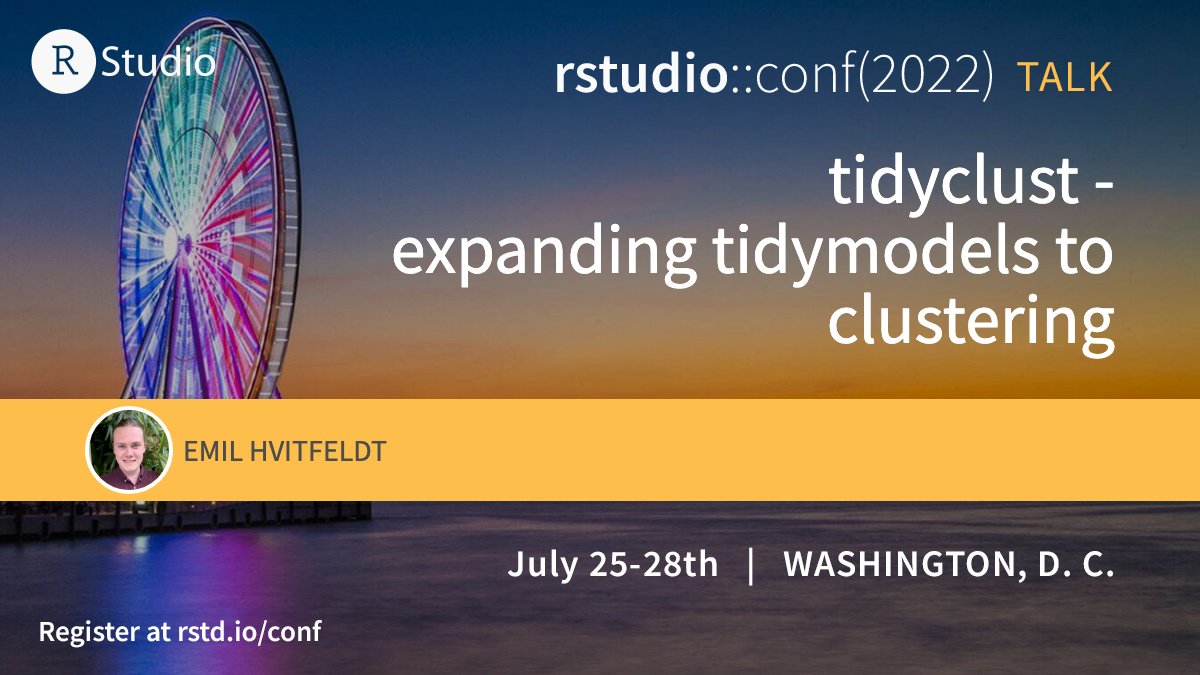 R Studio®
rstudio::conf(2022) TALK
tidyclust -
expanding tidymodels to
clustering
EMIL HVITFELDT
July 25-28th | WASHINGTON, D. C.
Register at rstd.io/conf